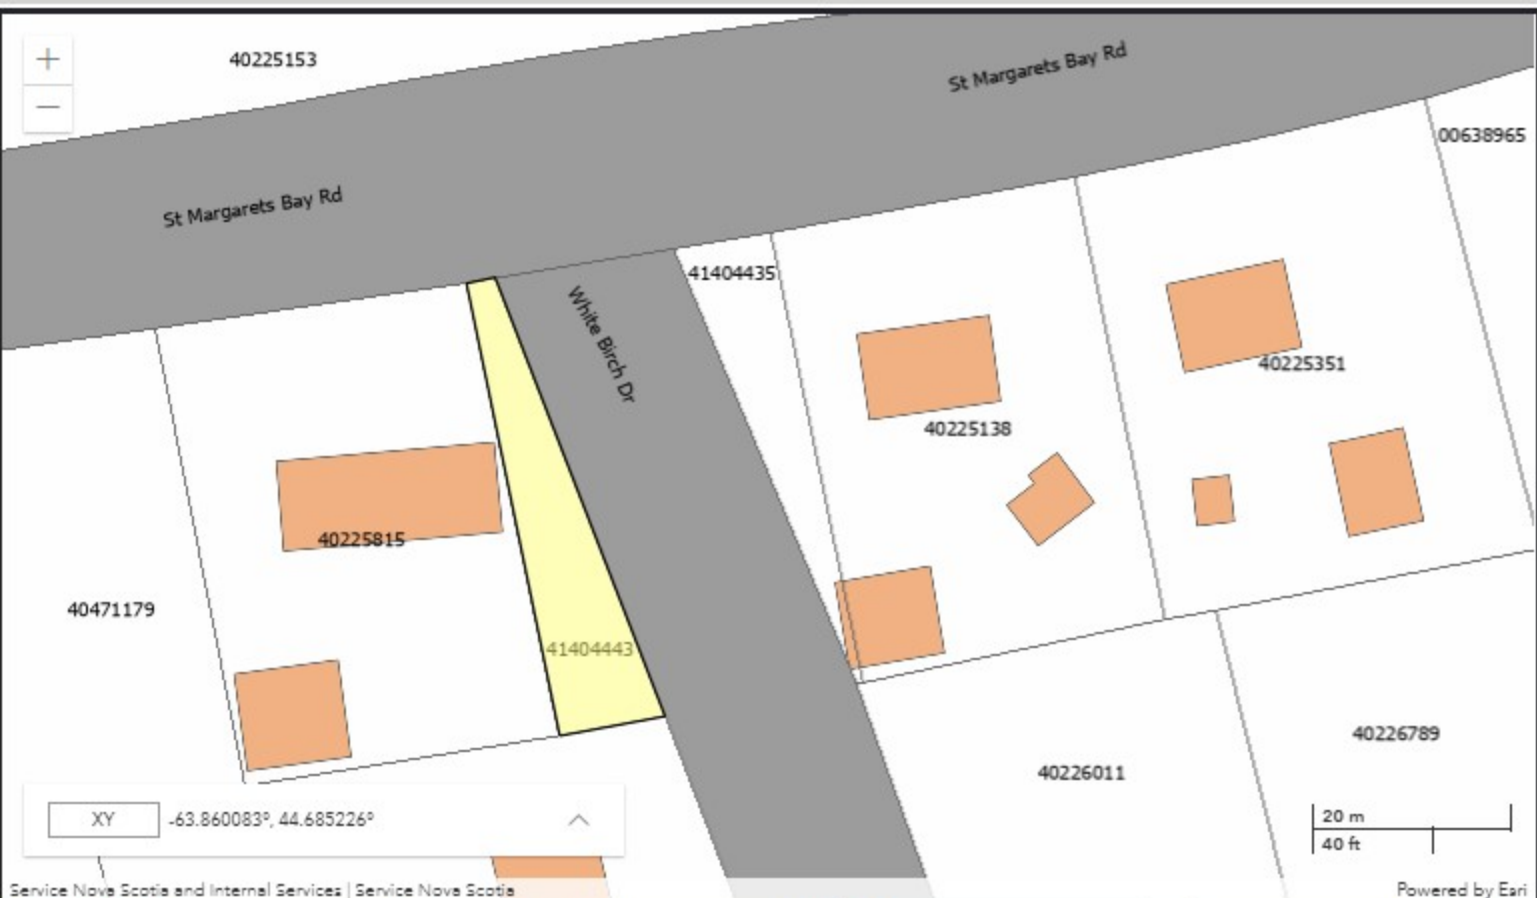 +
40225153
−
St Margarets Bay Rd
00638965
St Margarets Bay Rd
41404435
White Birch Dr
40225351
40225138
40225815
40471179
41404443
40226789
40226011
XY
-63.860083°, 44.685226°
20 m
40 ft
Service Nova Scotia and Internal Services | Service Nova Scotia
Powered by Esri